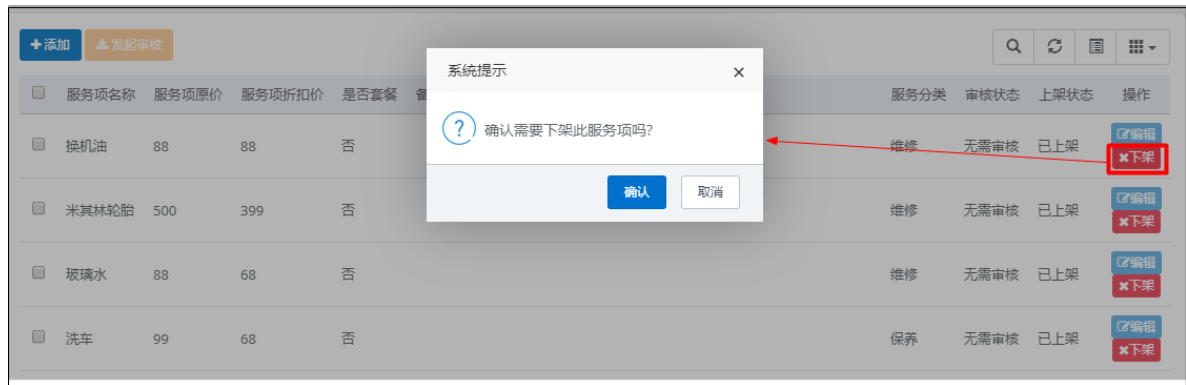 添加 发起审核
系统提示
服务项名称 服务项原价 服务项折扣价 是否套餐 服务分类 审核状态 上架状态 操作
确认需要下架此服务项吗?
换机油 88 88 否 维修 无需审核 已上架 编辑
下架
确认 取消
米其林轮胎 500 399 否 维修 无需审核 已上架 编辑
下架
玻璃水 88 68 否 维修 无需审核 已上架 编辑
下架
洗车 99 68 否 保养 无需审核 已上架 编辑
下架